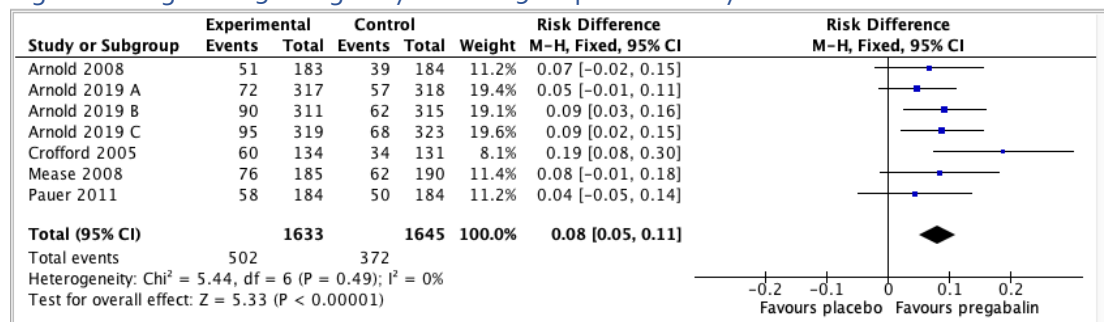 Experimental Control Risk Difference Risk Difference
Study or Subgroup Events Total Events Total Weight M-H, Fixed, 95% CI M-H, Fixed, 95% CI
Arnold 2008 51 183 39 184 11.2% 0.07 [-0.02, 0.15]
Arnold 2019 A 72 317 57 318 19.4% 0.05 [-0.01, 0.11]
Arnold 2019 B 90 311 62 315 19.1% 0.09 [0.03, 0.16]
Arnold 2019 C 95 319 68 323 19.6% 0.09 [0.02, 0.15]
Crofford 2005 60 134 34 131 8.1% 0.19 [0.08, 0.30]
Mease 2008 76 185 62 190 11.4% 0.08 [-0.01, 0.18]
Pauer 2011 58 184 50 184 11.2% 0.04 [-0.05, 0.14]
Total (95% CI) 1633 1645 100.0% 0.08 [0.05, 0.11]
Total events 502 372
Heterogeneity: Chi² = 5.44, df = 6 (P = 0.49); I² = 0%
Test for overall effect: Z = 5.33 (P < 0.00001)
-0.2 -0.1 0 0.1 0.2
Favours placebo Favours pregabalin